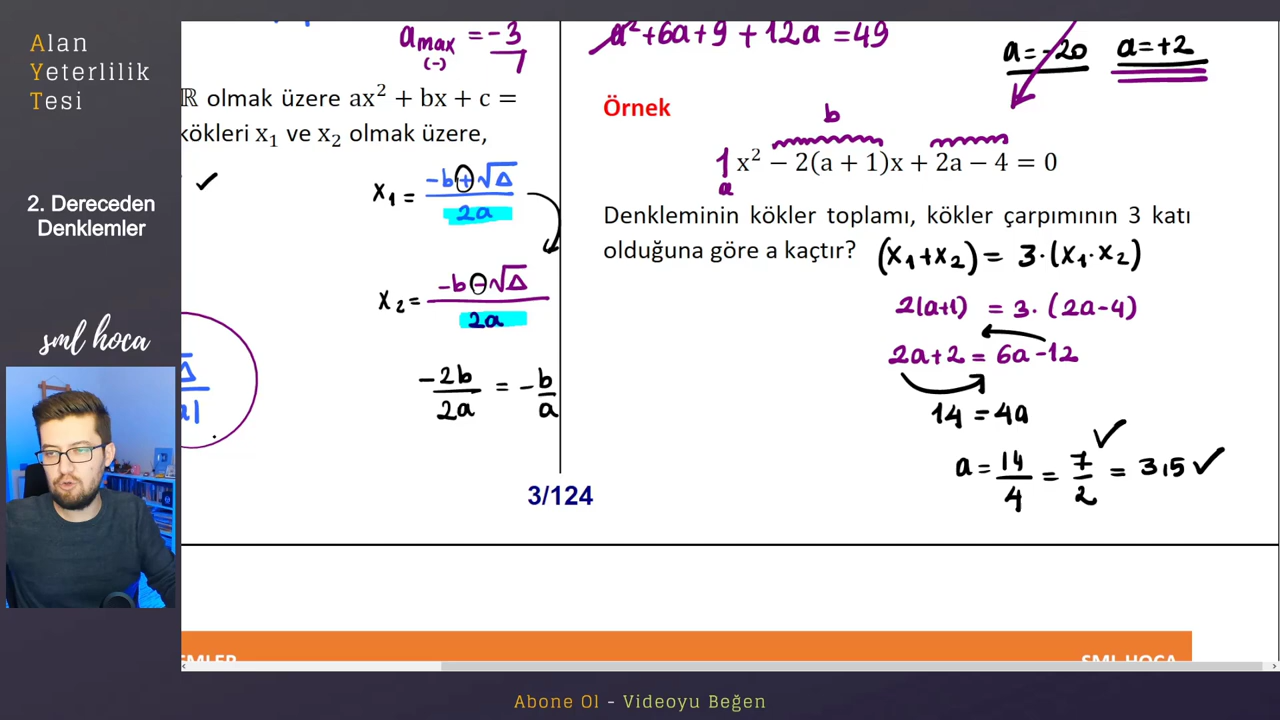 Alan
Yeterlilik
Tesi
2. Dereceden
Denklemler
sml hoca
a max = -3
(-)
ℝ olmak üzere ax² + bx + c =
kökleri x₁ ve x₂ olmak üzere,
x₁ = -b+√Δ / 2a
x₂ = -b-√Δ / 2a
-2b/2a = -b/a
3/124
a²+6a+9+12a=49
a=-20 a=+2
Örnek
b
1x² − 2(a + 1)x + 2a − 4 = 0
a
Denkleminin kökler toplamı, kökler çarpımının 3 katı
olduğuna göre a kaçtır? (x₁+x₂) = 3·(x₁·x₂)
2(a+1) = 3·(2a-4)
2a+2 = 6a-12
14 = 4a
a = 14/4 = 7/2 = 3,5
SML HOCA
Abone Ol - Videoyu Beğen